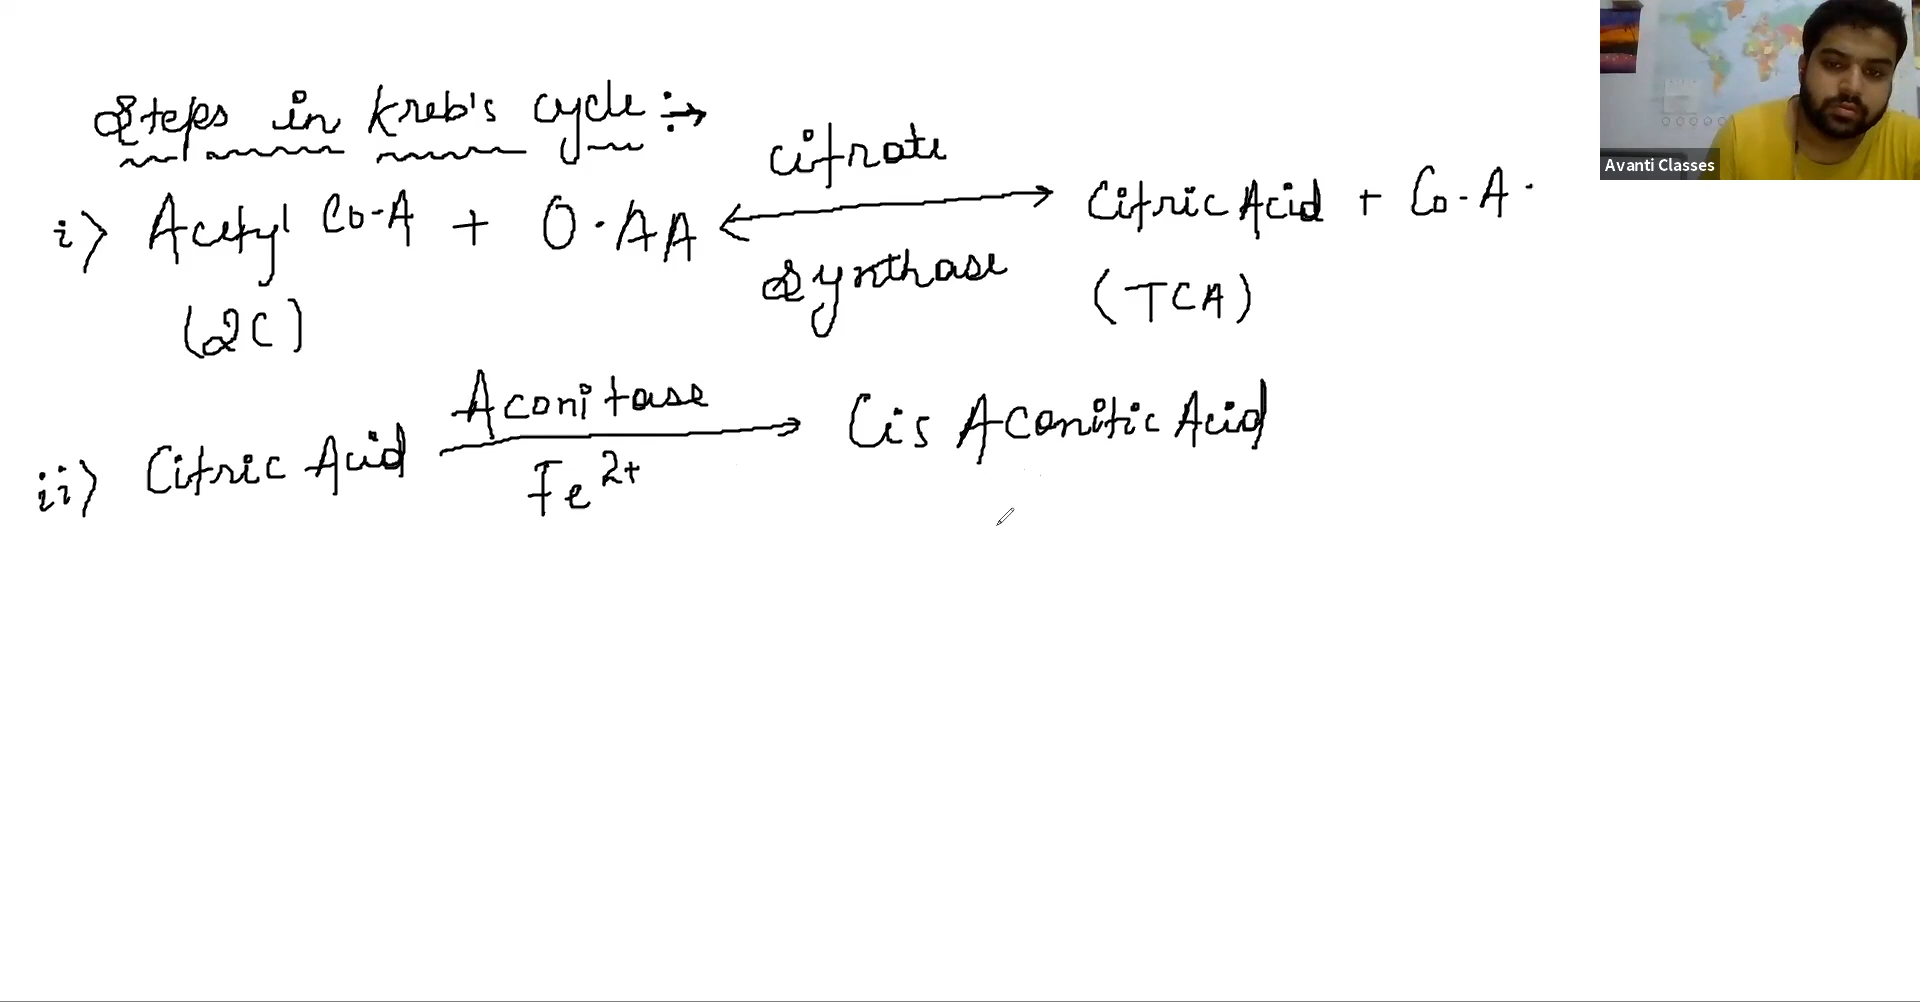 Steps in Kreb's cycle :→
i) Acetyl Co-A + O.AA ⟷ citrate synthase Citric Acid + Co-A.
(2C) (TCA)
ii) Citric Acid → Aconitase Fe²⁺ Cis Aconitic Acid
Avanti Classes